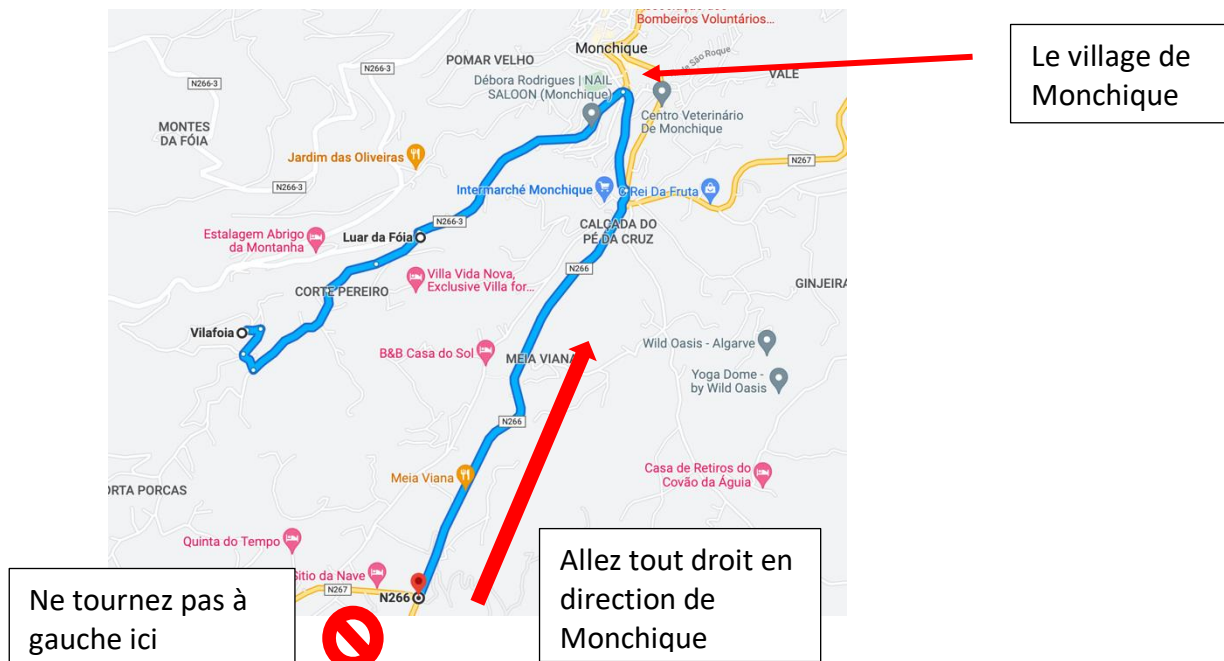 Bombeiros Voluntários...
Monchique
POMAR VELHO
de São Roque
VALE
N266-3
Débora Rodrigues | NAIL
SALOON (Monchique)
Centro Veterinário
De Monchique
MONTES
DA FÓIA
N267
Jardim das Oliveiras
N266-3
Intermarché Monchique
Rei Da Fruta
N266-3
CALÇADA DO
PÉ DA CRUZ
Estalagem Abrigo
da Montanha
Luar da Fóia
N266
Villa Vida Nova,
Exclusive Villa for...
CORTE PEREIRO
GINJEIRA
Vilafoia
B&B Casa do Sol
MEIA VIANA
Wild Oasis - Algarve
Yoga Dome -
by Wild Oasis
N266
Meia Viana
Casa de Retiros do
Covão da Águia
ORTA PORCAS
Quinta do Tempo
Sitio da Nave
N267
N266
Le village de
Monchique
Ne tournez pas à
gauche ici
Allez tout droit en
direction de
Monchique